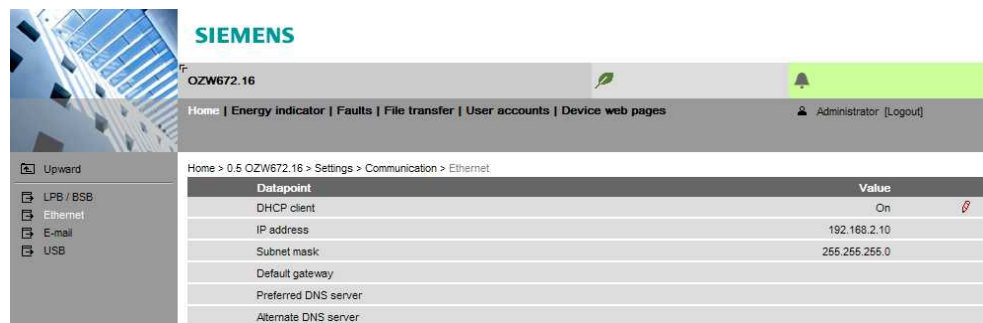 SIEMENS
OZW672.16
Home | Energy indicator | Faults | File transfer | User accounts | Device web pages
Administrator [Logout]
Upward
LPB / BSB
Ethernet
E-mail
USB
Home > 0.5 OZW672.16 > Settings > Communication > Ethernet
Datapoint Value
DHCP client On
IP address 192.168.2.10
Subnet mask 255.255.255.0
Default gateway
Preferred DNS server
Alternate DNS server